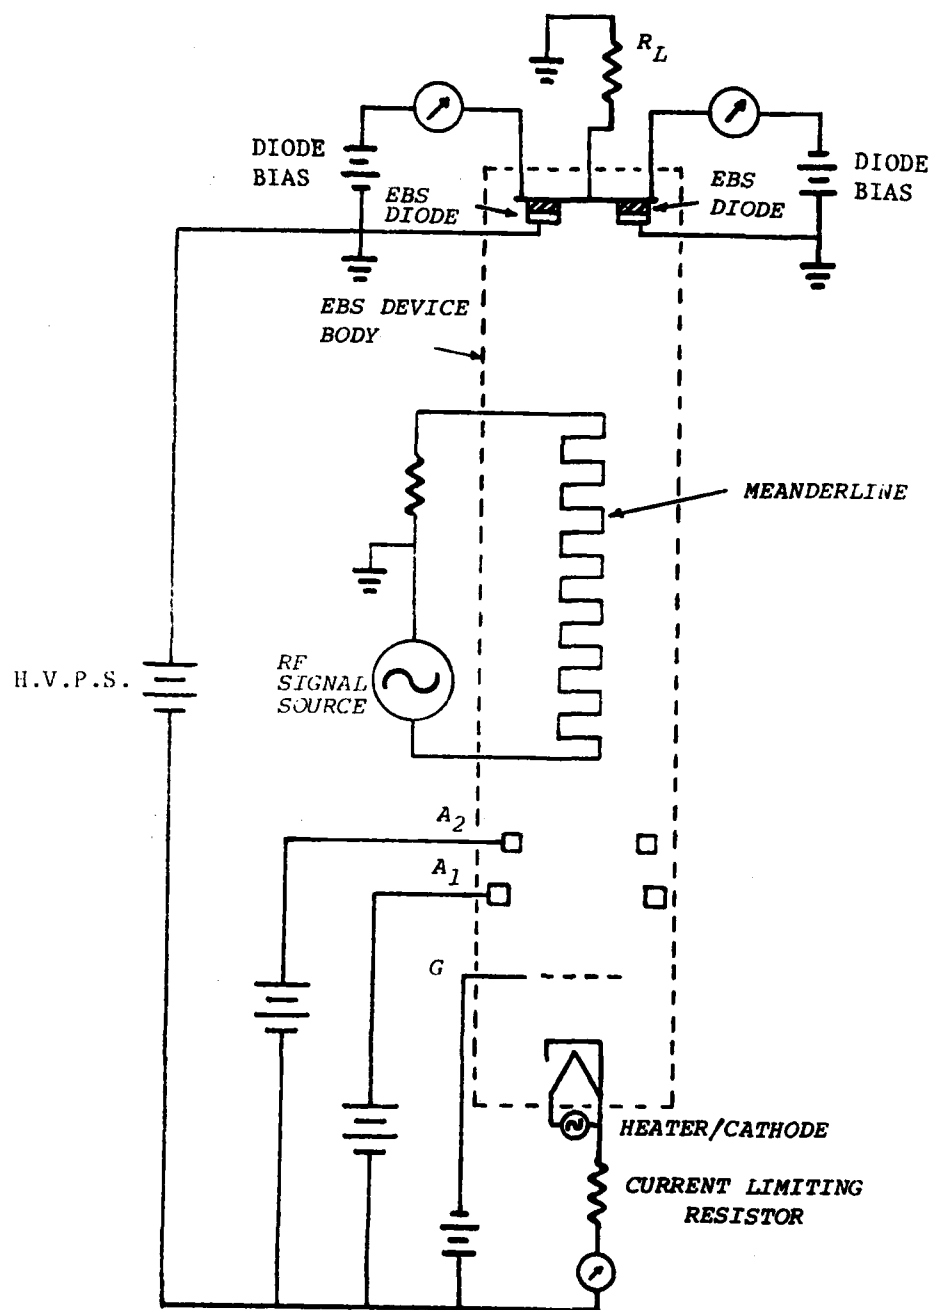 R_L
DIODE
BIAS
DIODE
BIAS
EBS
DIODE
EBS
DIODE
EBS DEVICE
BODY
MEANDERLINE
RF
SIGNAL
SOURCE
H.V.P.S.
A_2
A_1
G
HEATER/CATHODE
CURRENT LIMITING
RESISTOR